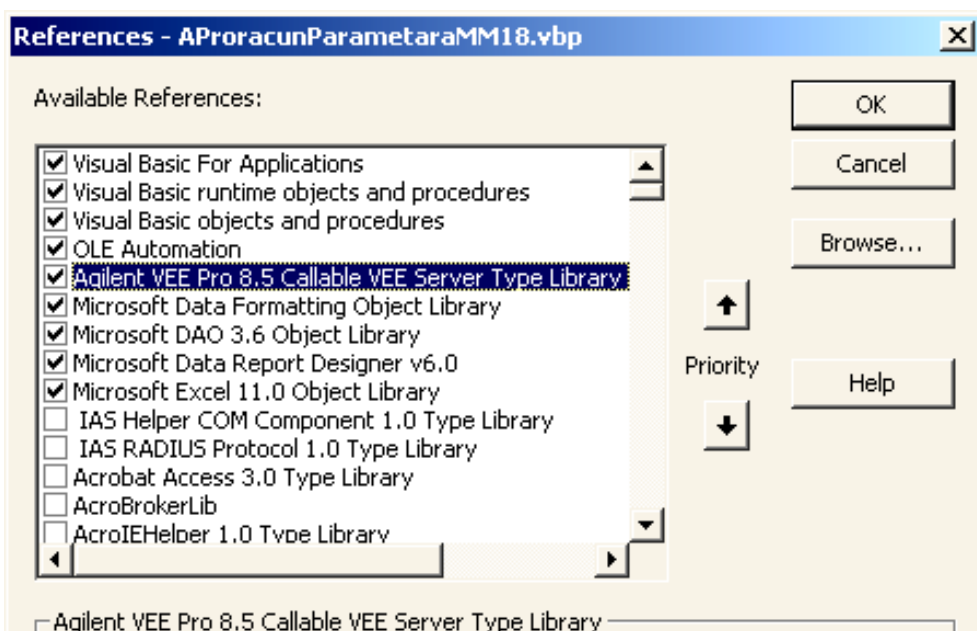 References - AProracunParametaraMM18.vbp
Available References:
OK
Cancel
Browse...
Priority
Help
Visual Basic For Applications
Visual Basic runtime objects and procedures
Visual Basic objects and procedures
OLE Automation
Agilent VEE Pro 8.5 Callable VEE Server Type Library
Microsoft Data Formatting Object Library
Microsoft DAO 3.6 Object Library
Microsoft Data Report Designer v6.0
Microsoft Excel 11.0 Object Library
IAS Helper COM Component 1.0 Type Library
IAS RADIUS Protocol 1.0 Type Library
Acrobat Access 3.0 Type Library
AcroBrokerLib
AcroIEHelper 1.0 Type Library
Agilent VEE Pro 8.5 Callable VEE Server Type Library